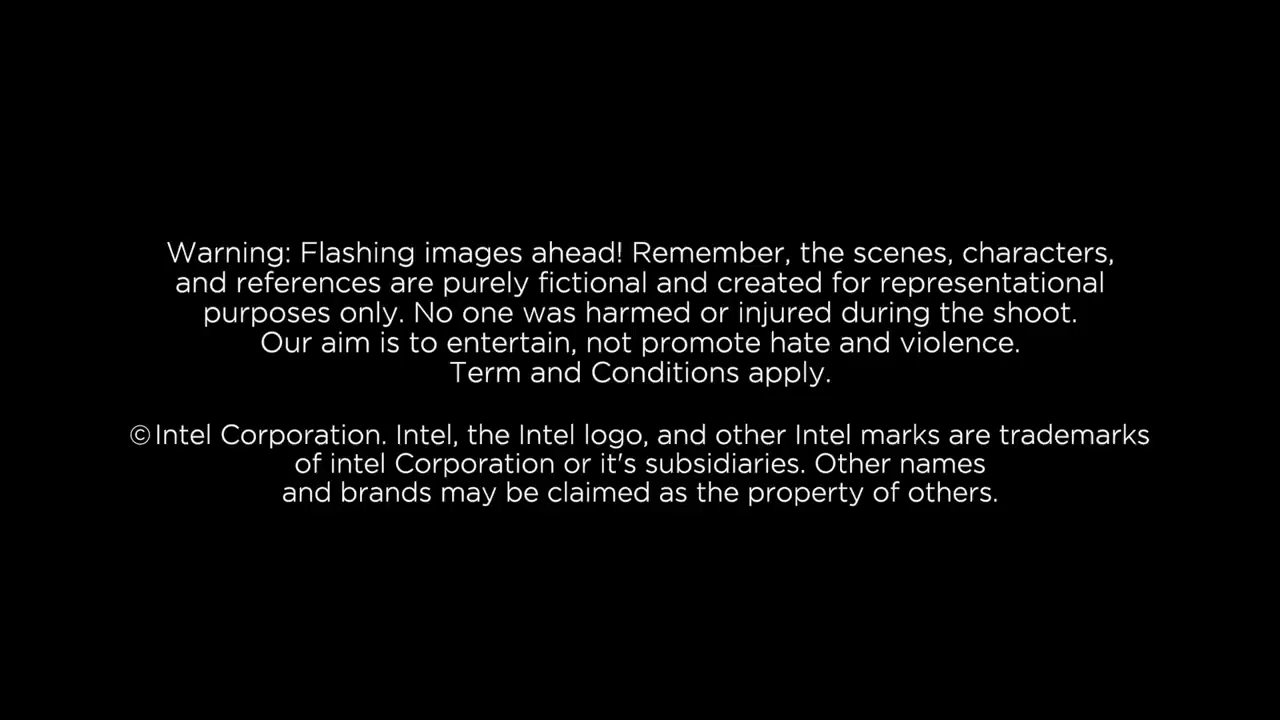 Warning: Flashing images ahead! Remember, the scenes, characters,
and references are purely fictional and created for representational
purposes only. No one was harmed or injured during the shoot.
Our aim is to entertain, not promote hate and violence.
Term and Conditions apply.
©Intel Corporation. Intel, the Intel logo, and other Intel marks are trademarks
of intel Corporation or it's subsidiaries. Other names
and brands may be claimed as the property of others.